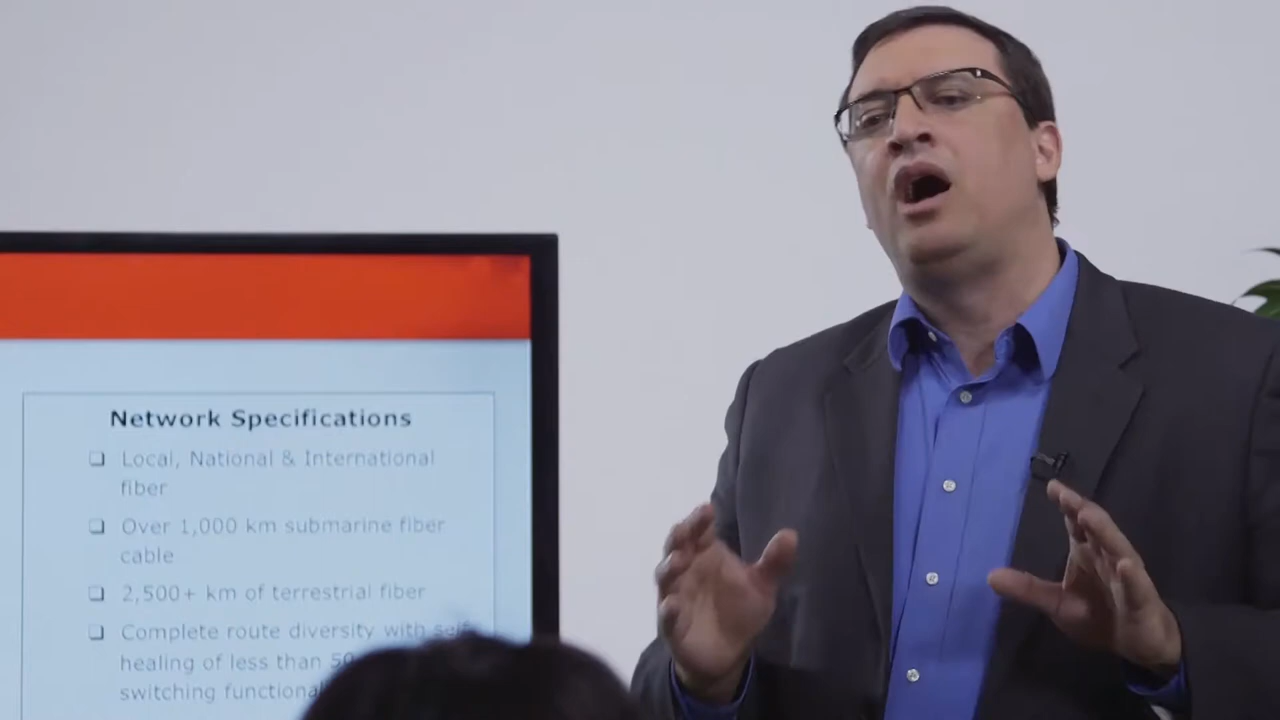 Network Specifications
❑ Local, National & International
fiber
❑ Over 1,000 km submarine fiber
cable
❑ 2,500+ km of terrestrial fiber
❑ Complete route diversity with
healing of less than
switching